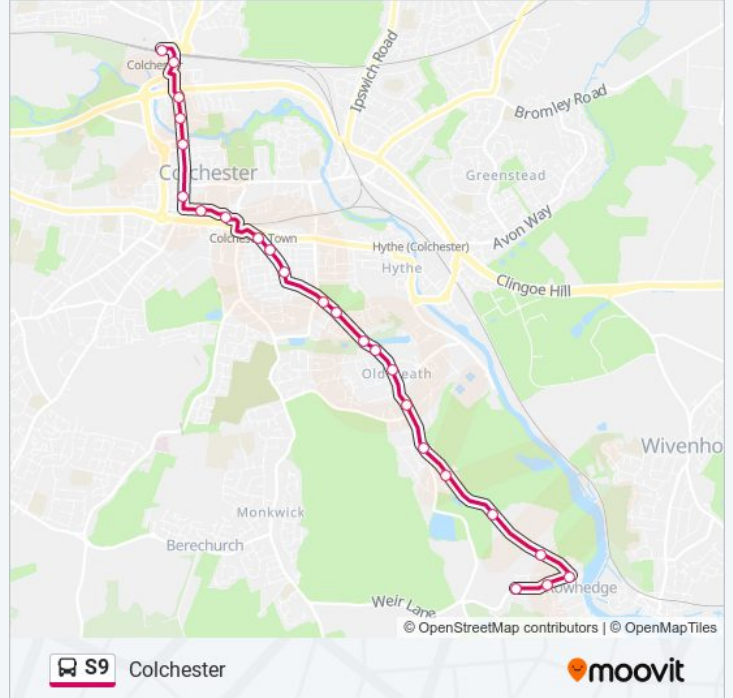 Ipswich Road
Colchester
Bromley Road
Colchester
Greenstead
Avon Way
Colchester Town
Hythe (Colchester)
Hythe
Clingoe Hill
Old Heath
Wivenho
Monkwick
Berechurch
Rowhedge
Weir Lane
© OpenStreetMap contributors | © OpenMapTiles
S9 Colchester
moovit